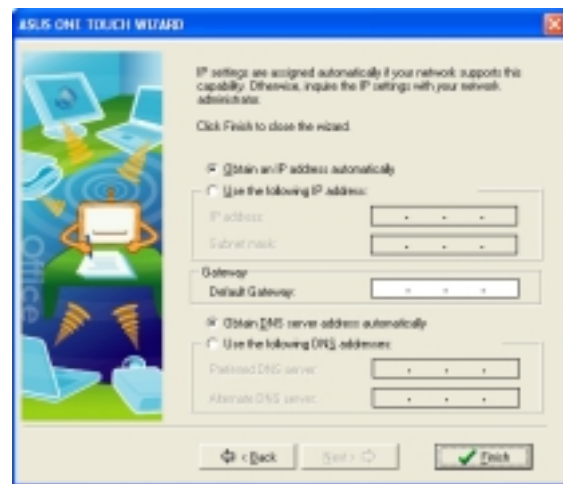 ASUS ONE TOUCH WIZARD
IP settings are assigned automatically if your network supports this
capability. Otherwise, inquire the IP settings with your network
administrator.
Click Finish to close the wizard.
Obtain an IP address automatically
Use the following IP address:
IP address:
Subnet mask:
Gateway
Default Gateway:
Obtain DNS server address automatically
Use the following DNS addresses:
Preferred DNS server:
Alternate DNS server:
Office
< Back
Next >
Finish